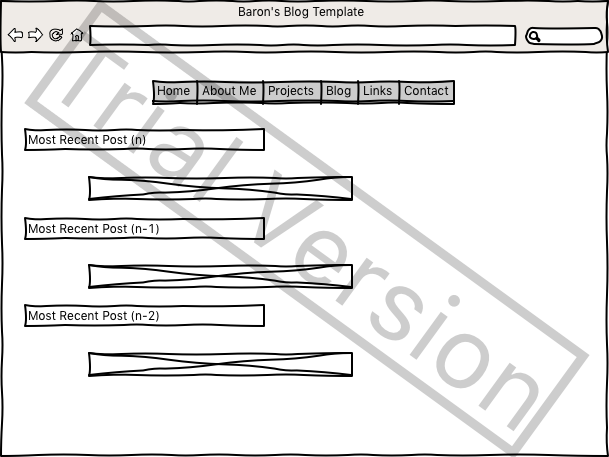 Baron's Blog Template
Home About Me Projects Blog Links Contact
Most Recent Post (n)
Most Recent Post (n-1)
Most Recent Post (n-2)
Trial Version